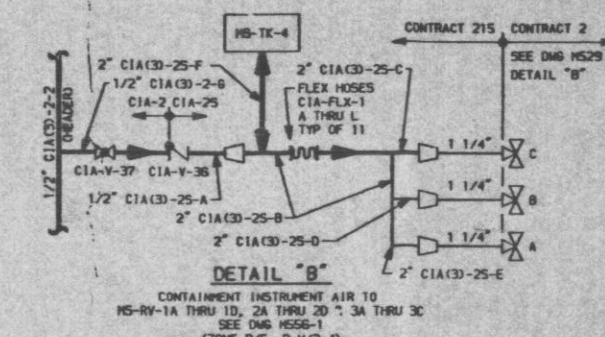 MS-TK-4
CONTRACT 215 CONTRACT 2
SEE DWG M529
DETAIL "B"
2" CIA(3)-2S-F
1/2" CIA(3)-2-G
CIA-2 CIA-2S
2" CIA(3)-2S-C
FLEX HOSES
CIA-FLX-1
A THRU L
TYP OF 11
1/2" CIA(3)-2-2
(HEADER)
CIA-V-37
CIA-V-36
1/2" CIA(3)-2S-A
2" CIA(3)-2S-B
2" CIA(3)-2S-D
2" CIA(3)-2S-E
1 1/4" C
1 1/4" B
1 1/4" A
DETAIL "B"
CONTAINMENT INSTRUMENT AIR TO
MS-RV-1A THRU 1D, 2A THRU 2D 3A THRU 3C
SEE DWG M556-1